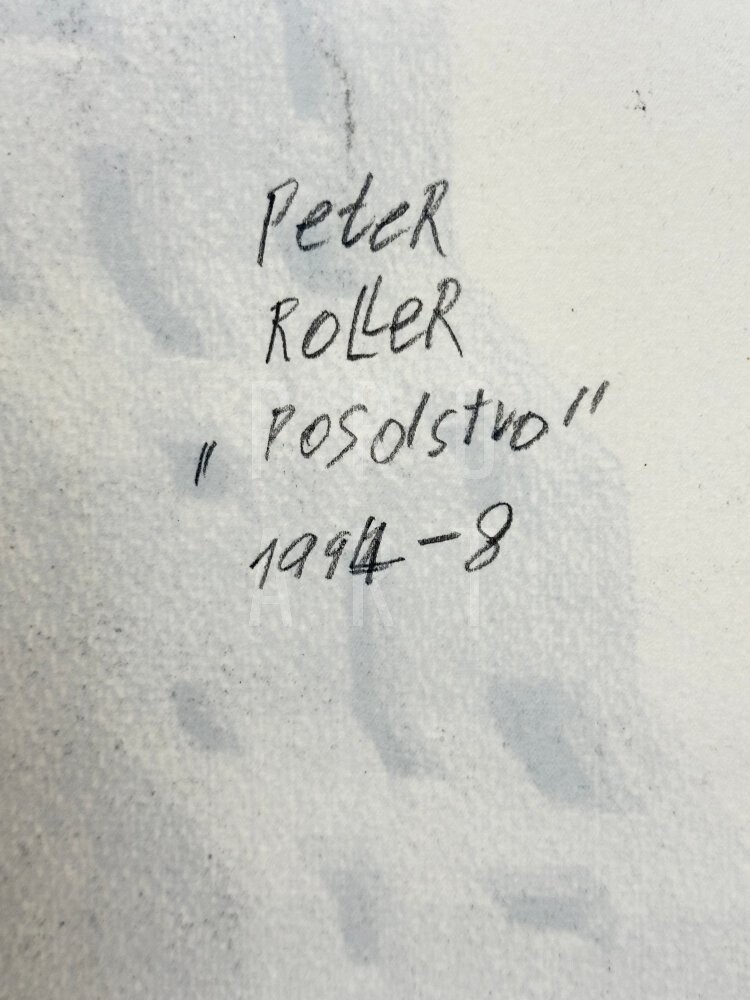 PeteR
RoLLeR
„ Posolstvo"
1994-8